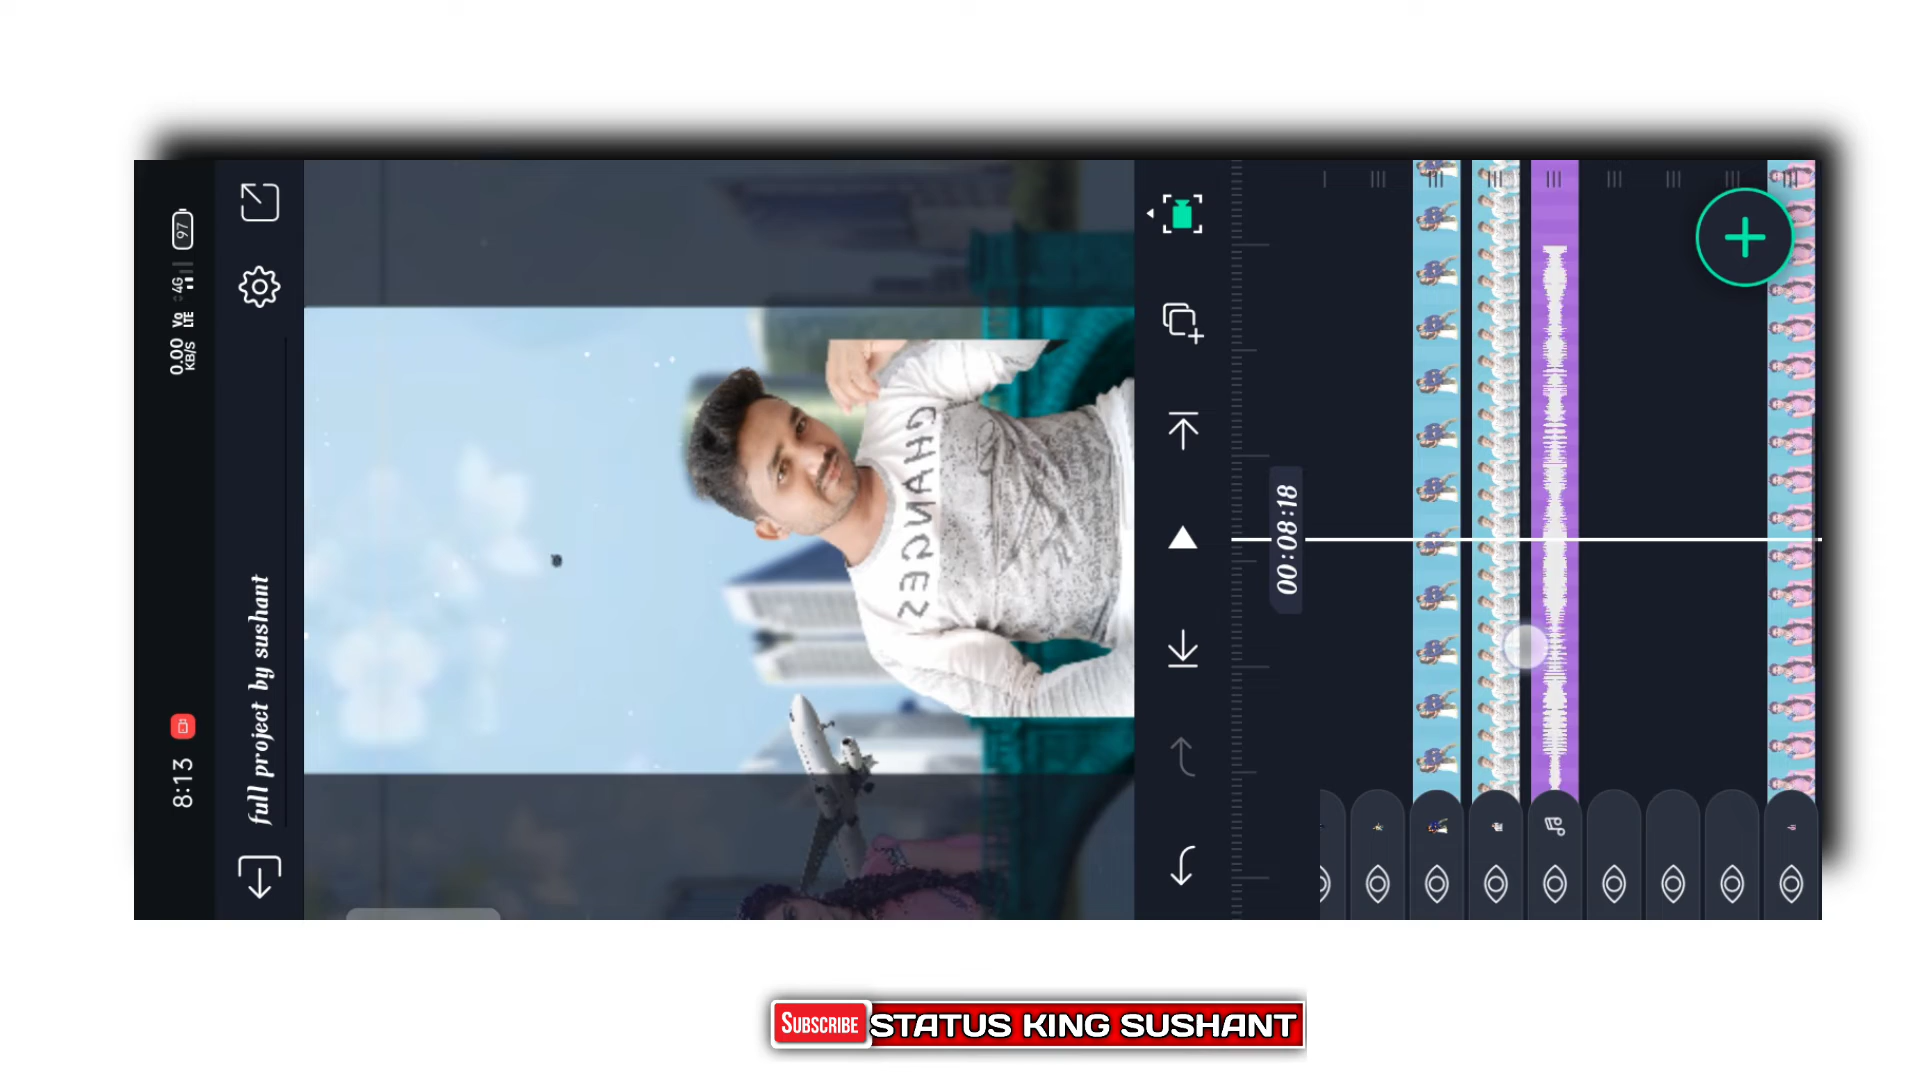 8:13
0.00 KB/S
Vo LTE
4G
97
full project by sushant
CHANGES
00:08:18
SUBSCRIBE
STATUS KING SUSHANT